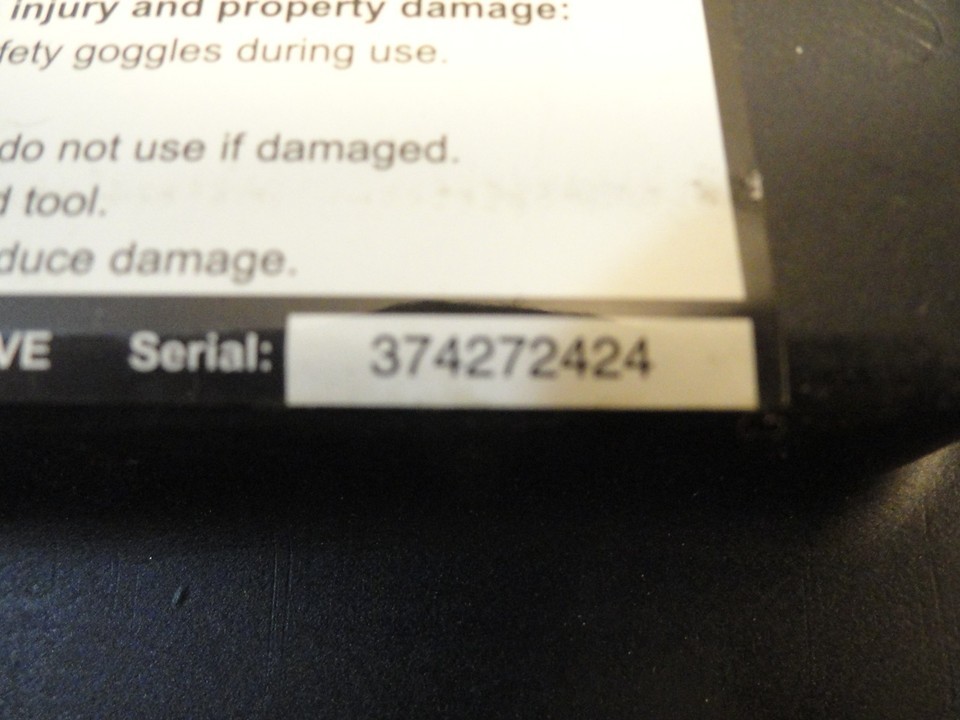 injury and property damage:
fety goggles during use.
do not use if damaged.
d tool.
duce damage.
VE Serial: 374272424